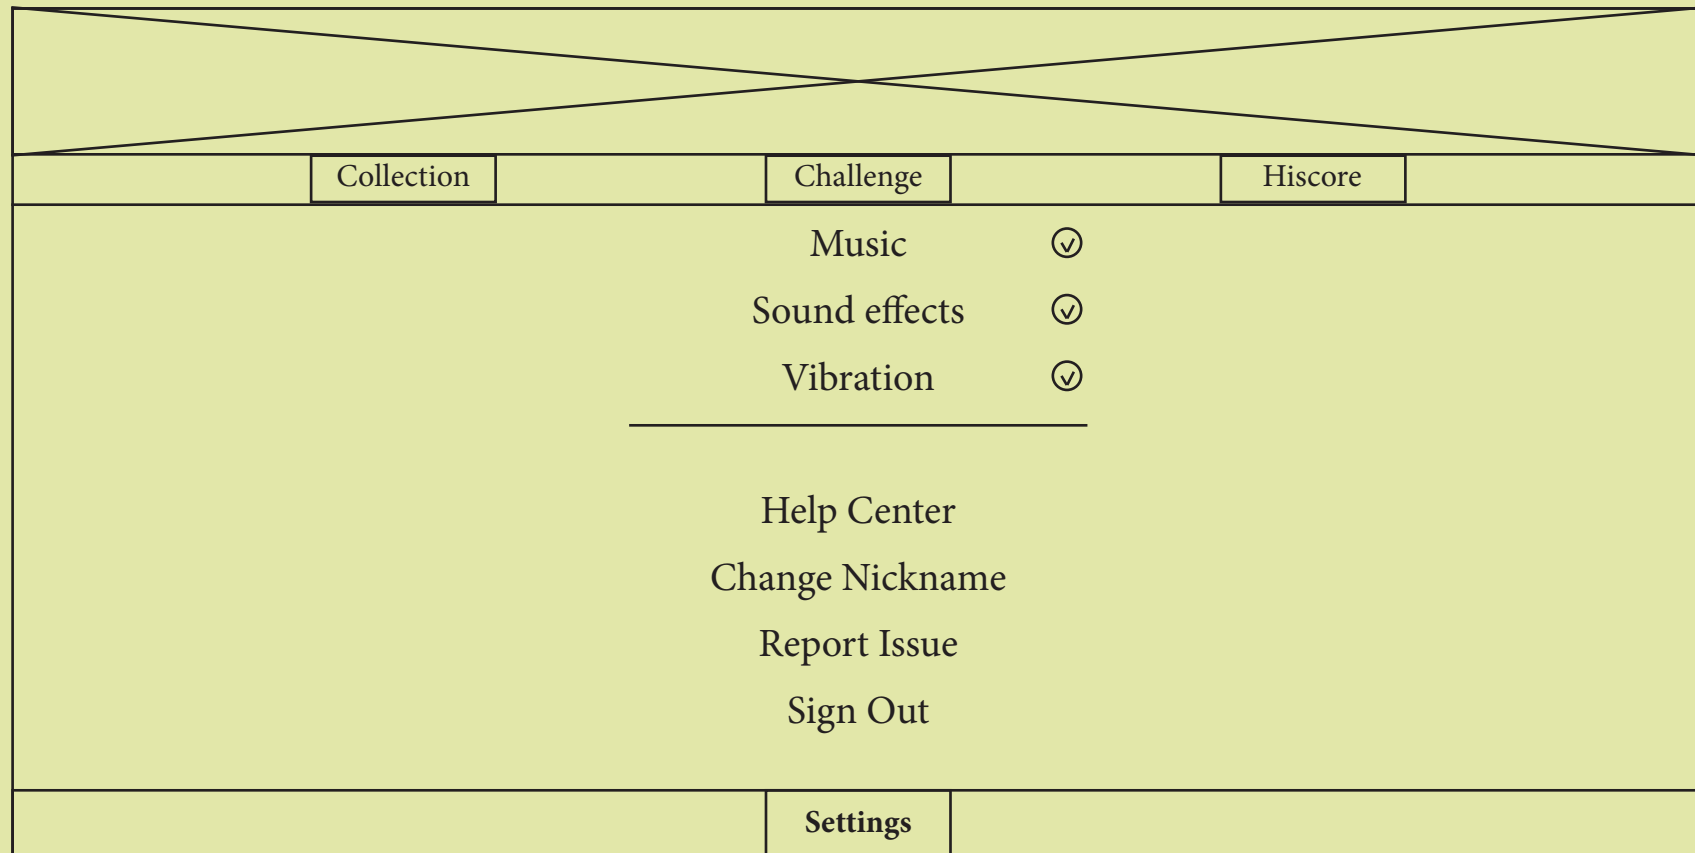 Collection Challenge Hiscore
Music
Sound effects
Vibration
Help Center
Change Nickname
Report Issue
Sign Out
Settings